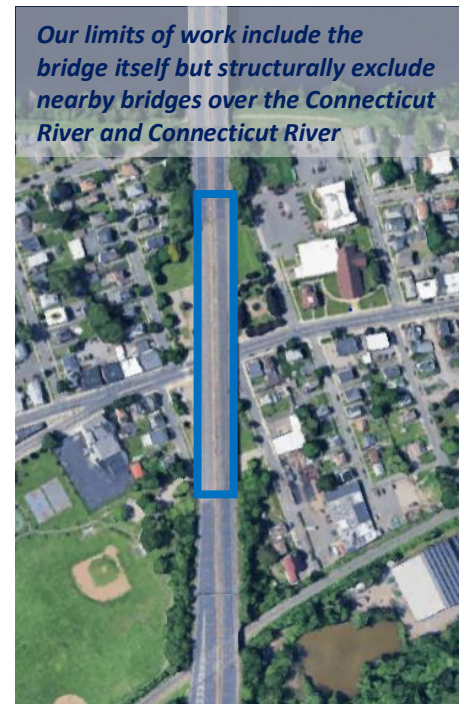 Our limits of work include the
bridge itself but structurally exclude
nearby bridges over the Connecticut
River and Connecticut River